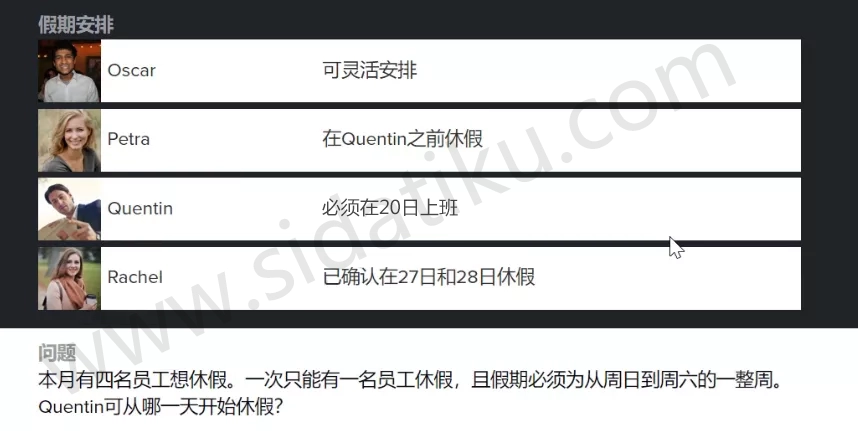 假期安排
Oscar 可灵活安排
Petra 在Quentin之前休假
Quentin 必须在20日上班
Rachel 已确认在27日和28日休假
www.sidatiku.com
问题
本月有四名员工想休假。一次只能有一名员工休假，且假期必须为从周日到周六的一整周。
Quentin可从哪一天开始休假？